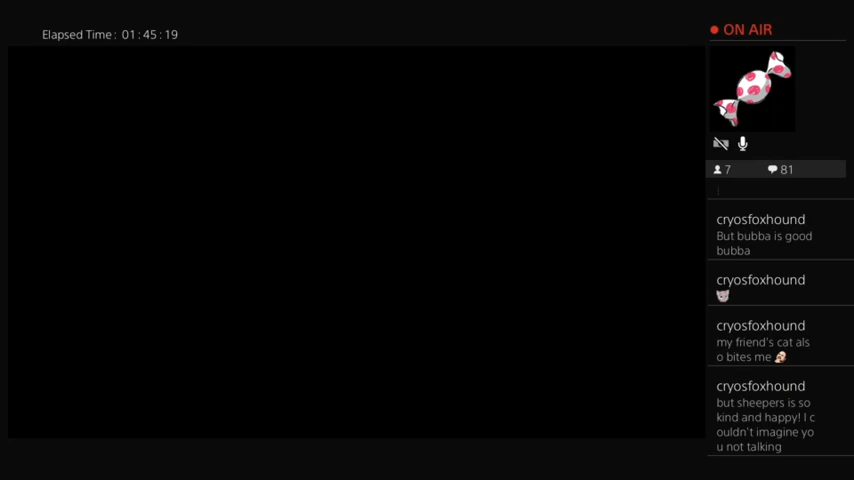 Elapsed Time: 01:45:19
ON AIR
7 81
cryosfoxhound
But bubba is good
bubba
cryosfoxhound
cryosfoxhound
my friend's cat als
o bites me
cryosfoxhound
but sheepers is so
kind and happy! I c
ouldn't imagine yo
u not talking